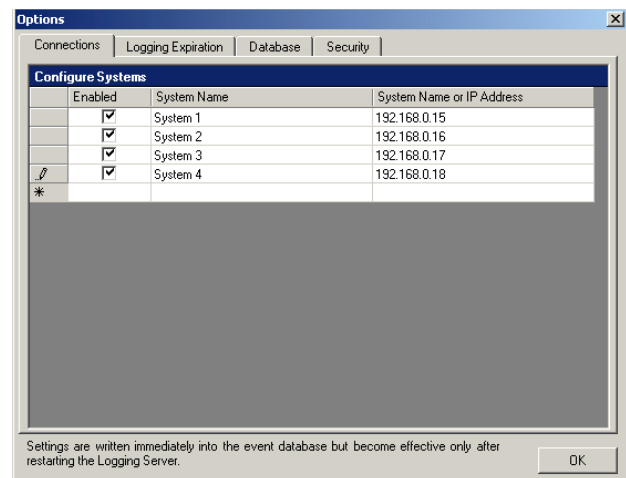 Options
Connections Logging Expiration Database Security
Configure Systems
Enabled System Name System Name or IP Address
System 1 192.168.0.15
System 2 192.168.0.16
System 3 192.168.0.17
System 4 192.168.0.18
Settings are written immediately into the event database but become effective only after
restarting the Logging Server.
OK